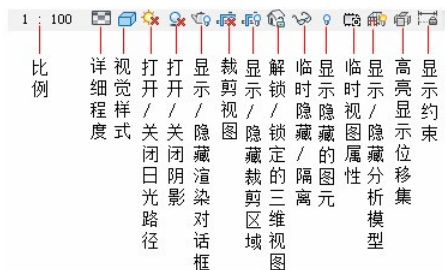 1 : 100
比例
详细程度
视觉样式
打开/关闭日光路径
打开/关闭阴影
显示/隐藏渲染对话框
裁剪视图
显示/隐藏裁剪区域
解锁/锁定的三维视图
临时隐藏/隔离
显示隐藏的图元
临时视图属性
显示/隐藏分析模型
高亮显示位移集
显示约束